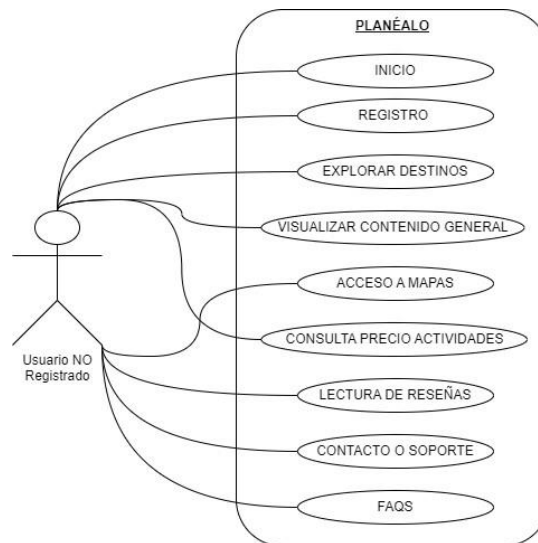 PLANÉALO
INICIO
REGISTRO
EXPLORAR DESTINOS
VISUALIZAR CONTENIDO GENERAL
ACCESO A MAPAS
CONSULTA PRECIO ACTIVIDADES
Usuario NO
Registrado
LECTURA DE RESEÑAS
CONTACTO O SOPORTE
FAQS